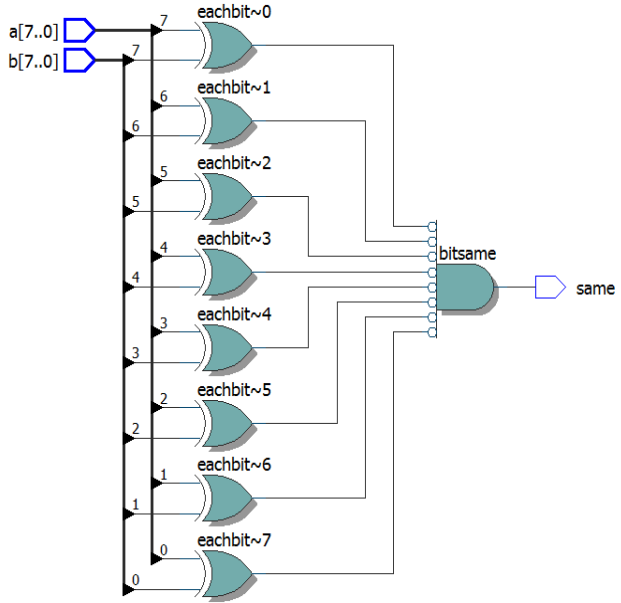 eachbit~0
a[7..0]
7
b[7..0]
7
eachbit~1
6
6
eachbit~2
5
5
eachbit~3
4
bitsame
4
same
eachbit~4
3
3
eachbit~5
2
2
eachbit~6
1
1
eachbit~7
0
0